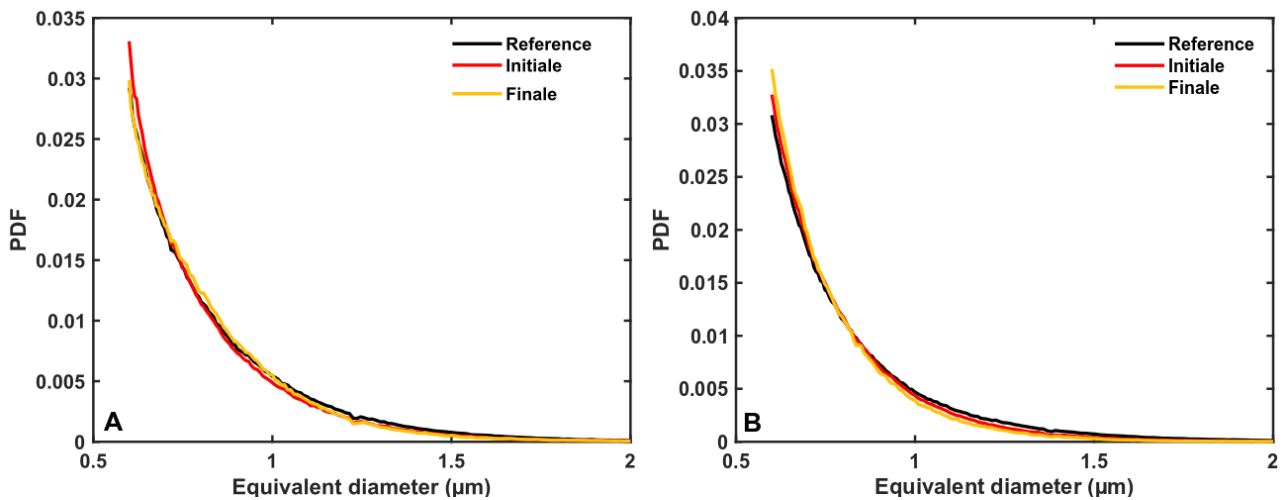 0.035
0.03
0.025
0.02
0.015
0.01
0.005
0
PDF
0.5
1
1.5
2
Equivalent diameter (μm)
Reference
Initiale
Finale
A
0.04
0.035
0.03
0.025
0.02
0.015
0.01
0.005
0
PDF
0.5
1
1.5
2
Equivalent diameter (μm)
Reference
Initiale
Finale
B